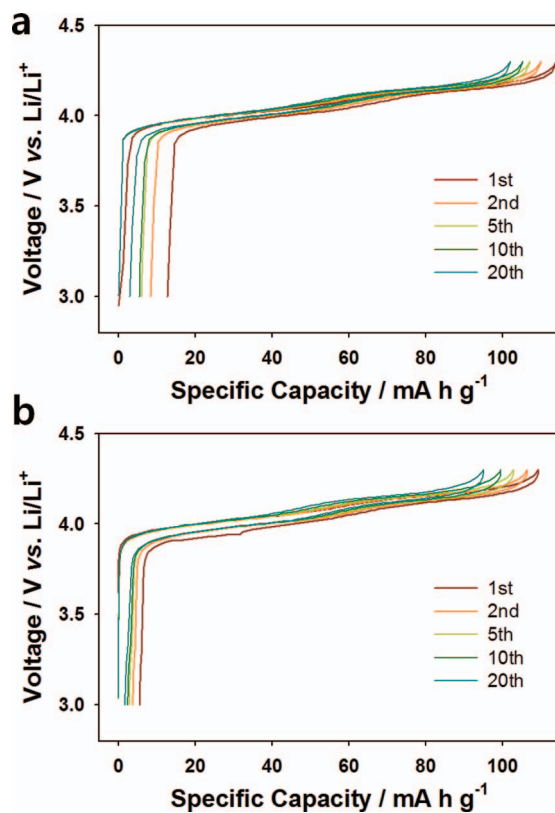 a
4.5
4.0
3.5
3.0
Voltage / V vs. Li/Li⁺
1st
2nd
5th
10th
20th
0 20 40 60 80 100
Specific Capacity / mA h g⁻¹
b
4.5
4.0
3.5
3.0
Voltage / V vs. Li/Li⁺
1st
2nd
5th
10th
20th
0 20 40 60 80 100
Specific Capacity / mA h g⁻¹